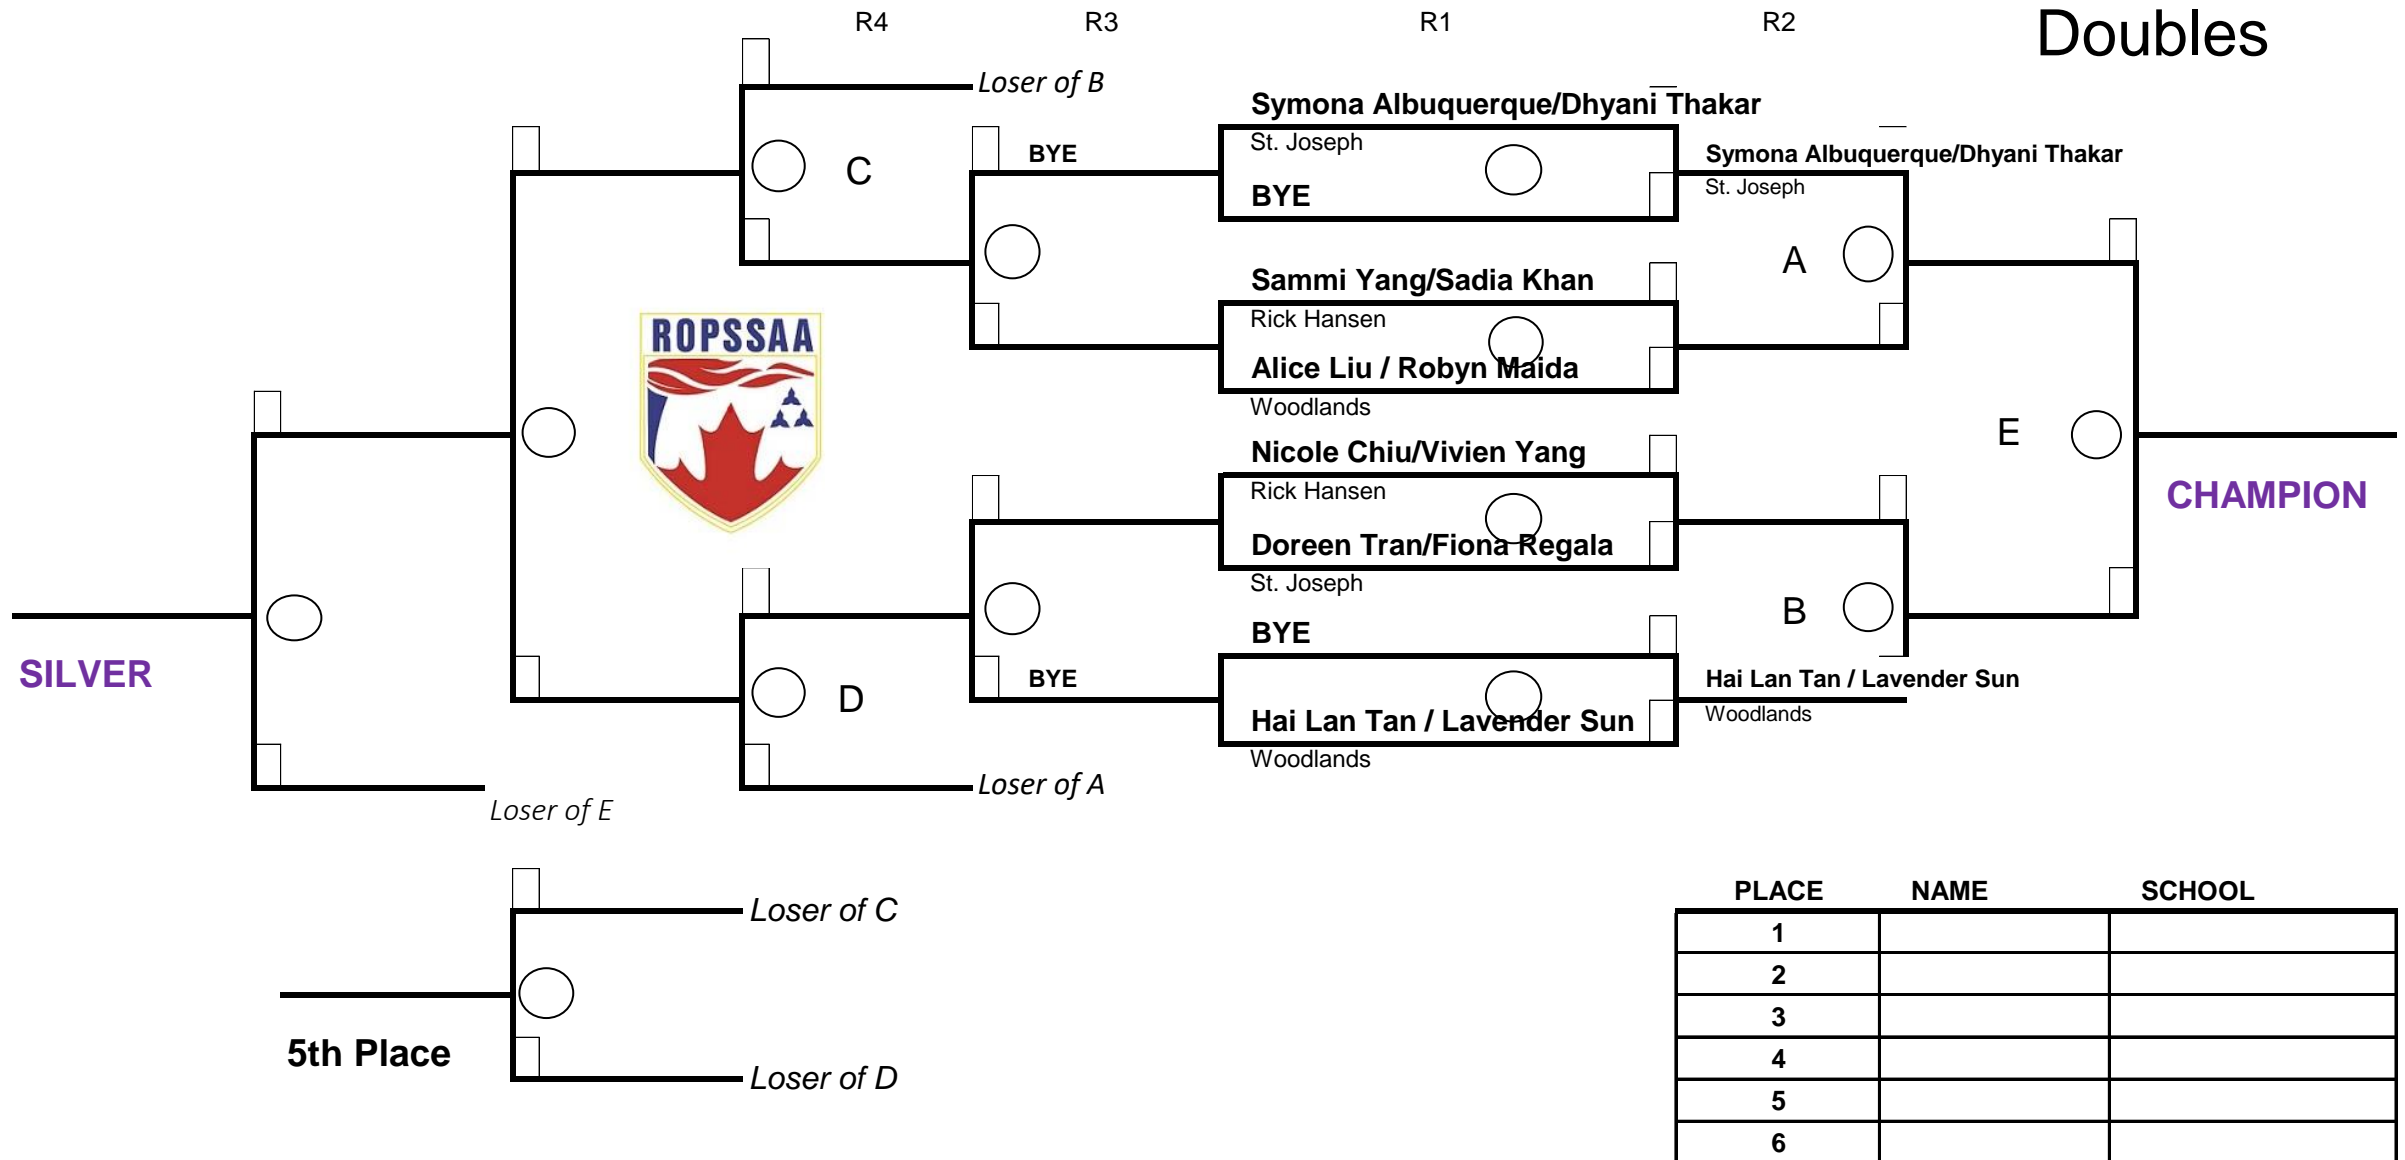 R4 R3 R1 R2
Doubles
Loser of B
Symona Albuquerque/Dhyani Thakar
St. Joseph
BYE
Symona Albuquerque/Dhyani Thakar
St. Joseph
C
BYE
A
Sammi Yang/Sadia Khan
Rick Hansen
ROPSSAA
Alice Liu / Robyn Maida
Woodlands
E
Nicole Chiu/Vivien Yang
Rick Hansen
CHAMPION
Doreen Tran/Fiona Regala
St. Joseph
B
BYE
SILVER
BYE
Hai Lan Tan / Lavender Sun
Woodlands
D
Hai Lan Tan / Lavender Sun
Woodlands
Loser of A
Loser of E
PLACE NAME SCHOOL
Loser of C
1
2
3
5th Place
4
Loser of D
5
6